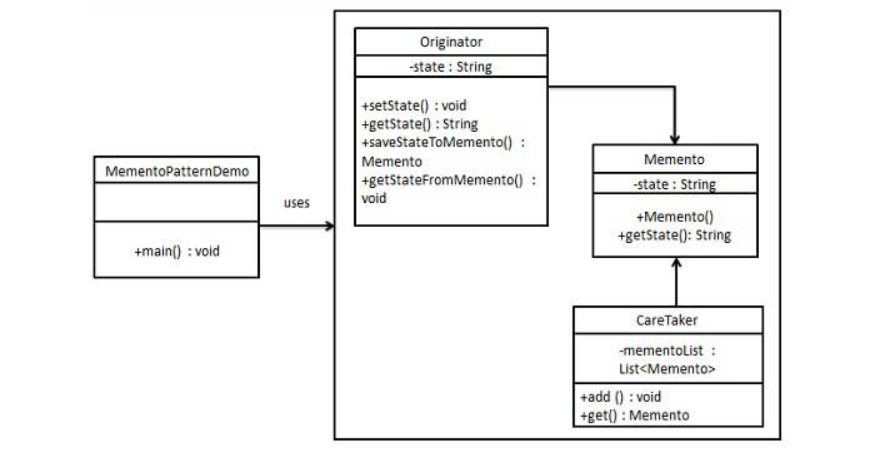 MementoPatternDemo
+main() : void
uses
Originator
-state : String
+setState() : void
+getState() : String
+saveStateToMemento() :
Memento
+getStateFromMemento() :
void
Memento
-state : String
+Memento()
+getState(): String
CareTaker
-mementoList :
List<Memento>
+add () : void
+get() : Memento